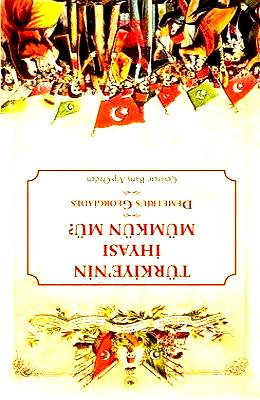 TÜRKİYE'NİN
İHYASI
MÜMKÜN MÜ?
DEMETRIUS GEORGIADES
Çeviren: Barış Alp Özden